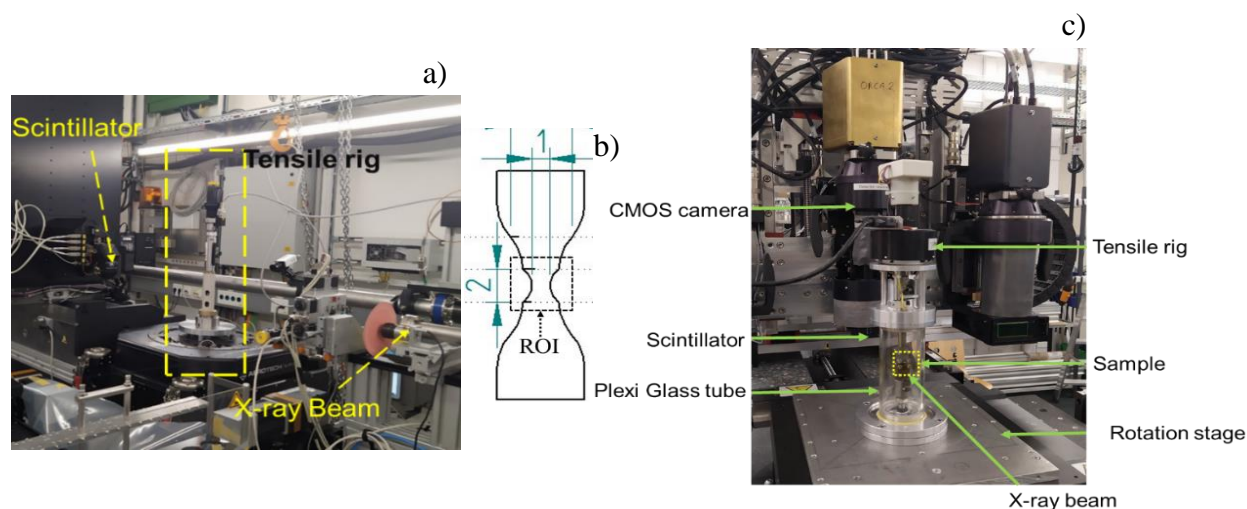 a)
Scintillator
Tensile rig
X-ray Beam
b)
1
2
ROI
c)
CMOS camera
Scintillator
Plexi Glass tube
Tensile rig
Sample
Rotation stage
X-ray beam